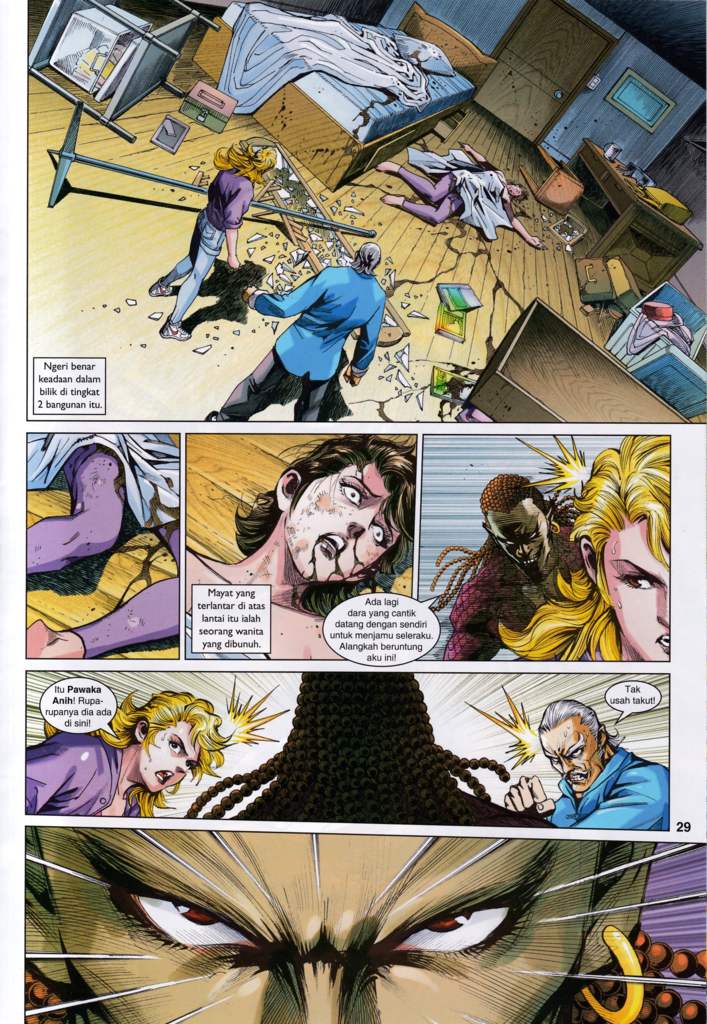 Ngeri benar
keadaan dalam
bilik di tingkat
2 bangunan itu.
Mayat yang
terlantar di atas
lantai itu ialah
seorang wanita
yang dibunuh.
Ada lagi
dara yang cantik
datang dengan sendiri
untuk menjamu seleraku.
Alangkah beruntung
aku ini!
Itu Pawaka
Anih! Rupa-
rupanya dia ada
di sini!
Tak
usah takut!
29